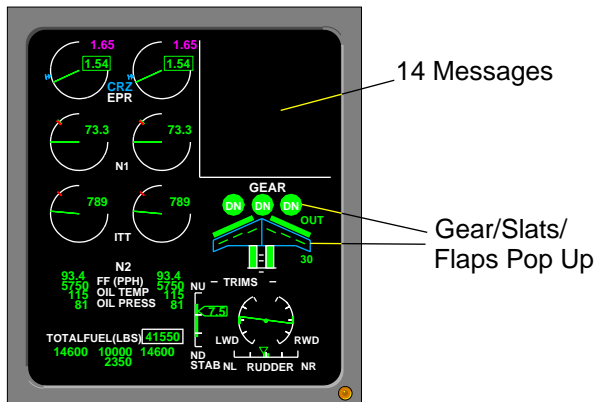 1.65 1.65
1.54 1.54
CRZ
EPR
73.3 73.3
N1
789 789
ITT
N2
93.4 93.4
5750 FF (PPH) 5750
115 OIL TEMP 115
81 OIL PRESS 81
TOTALFUEL(LBS) 41550
14600 10000 14600
2350
GEAR
DN DN DN
OUT
30
NU TRIMS
7.5
LWD RWD
ND
STAB NL RUDDER NR
14 Messages
Gear/Slats/
Flaps Pop Up